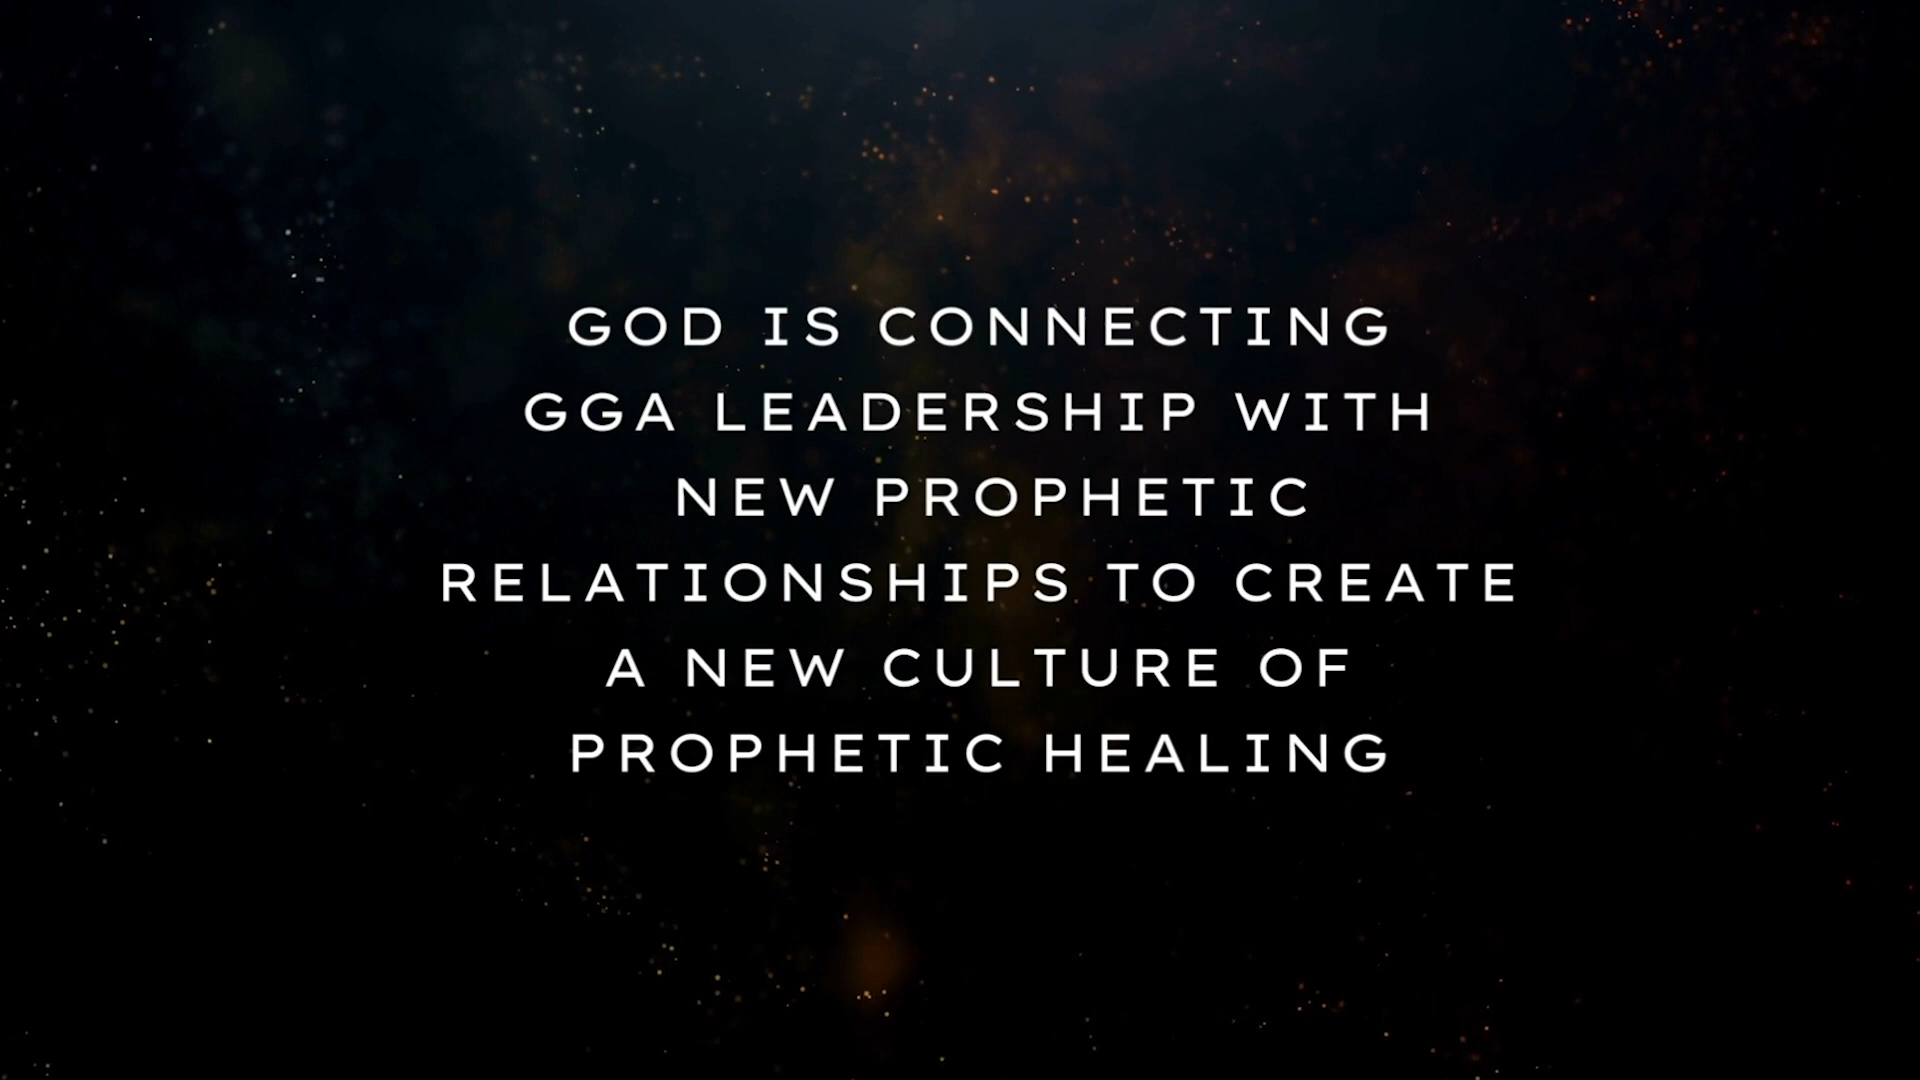 GOD IS CONNECTING
GGA LEADERSHIP WITH
NEW PROPHETIC
RELATIONSHIPS TO CREATE
A NEW CULTURE OF
PROPHETIC HEALING